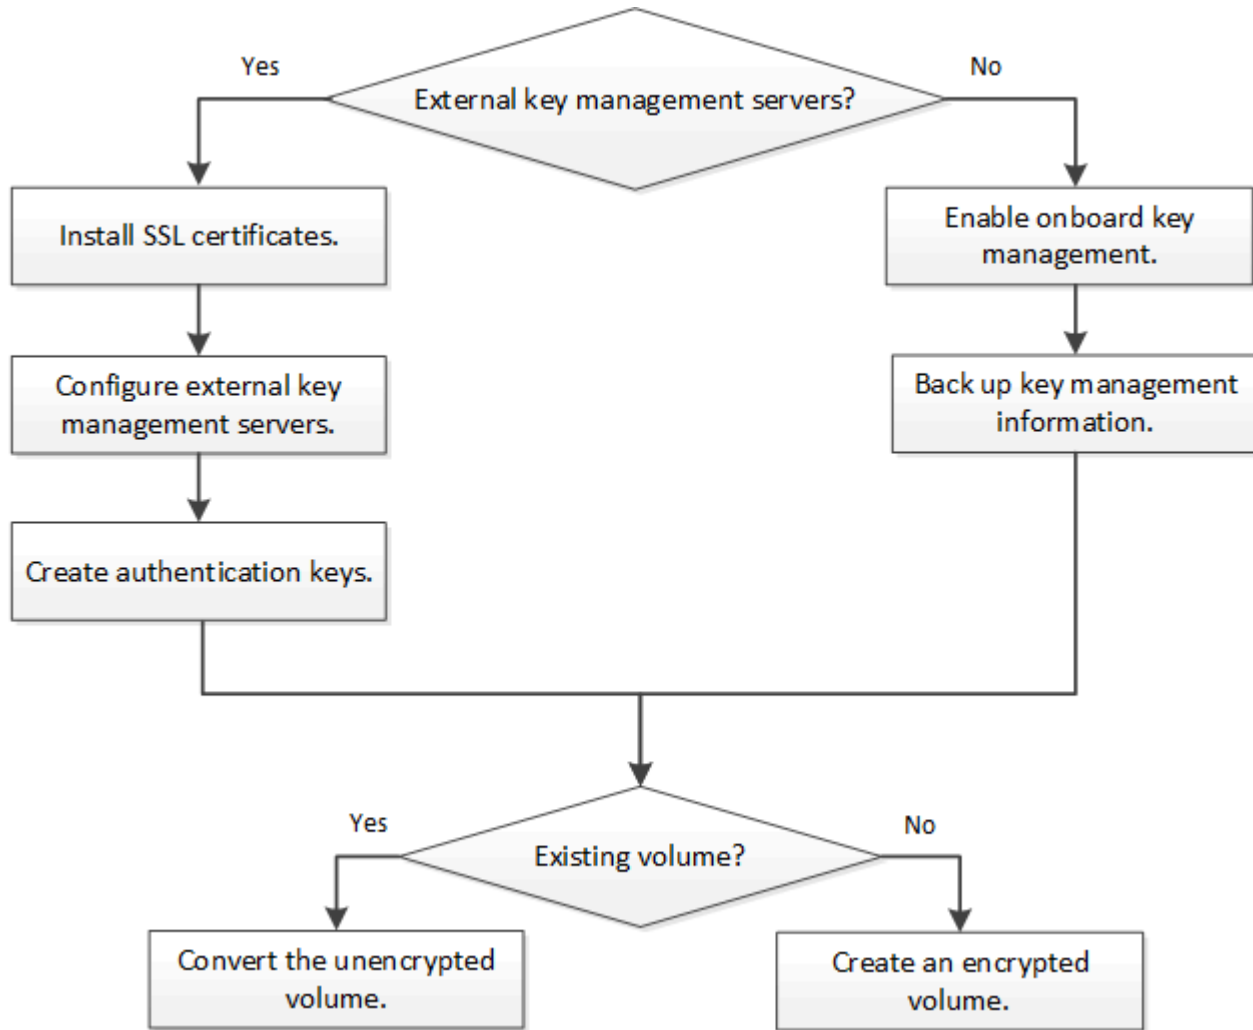 External key management servers?
Yes
No
Install SSL certificates.
Enable onboard key
management.
Configure external key
management servers.
Back up key management
information.
Create authentication keys.
Existing volume?
Yes
No
Convert the unencrypted
volume.
Create an encrypted
volume.